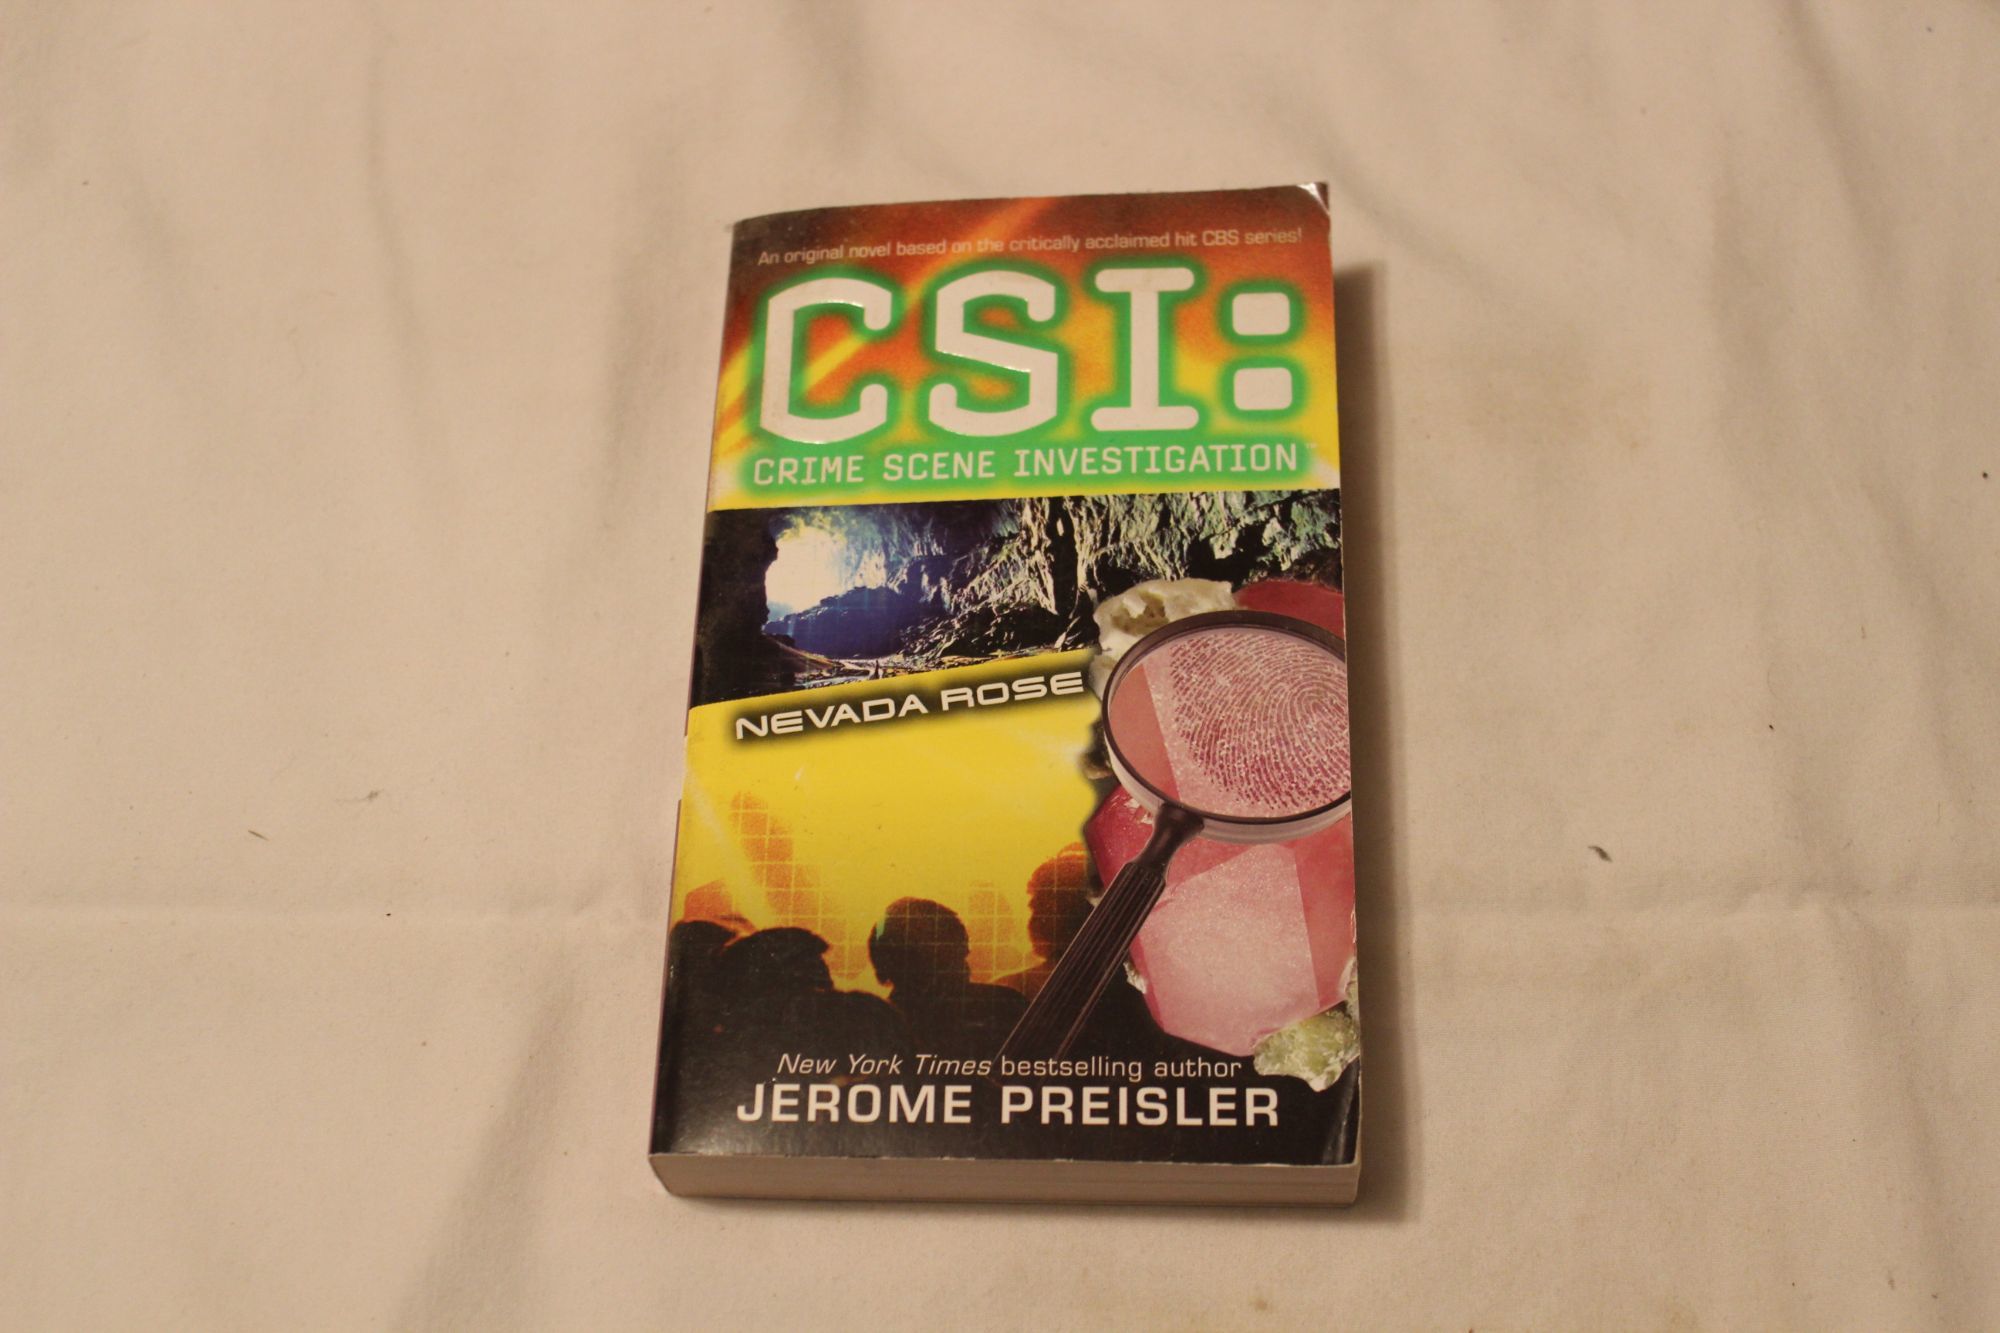 An original novel based on the critically acclaimed hit CBS series!
CSI:
CRIME SCENE INVESTIGATION™
NEVADA ROSE
New York Times bestselling author
JEROME PREISLER